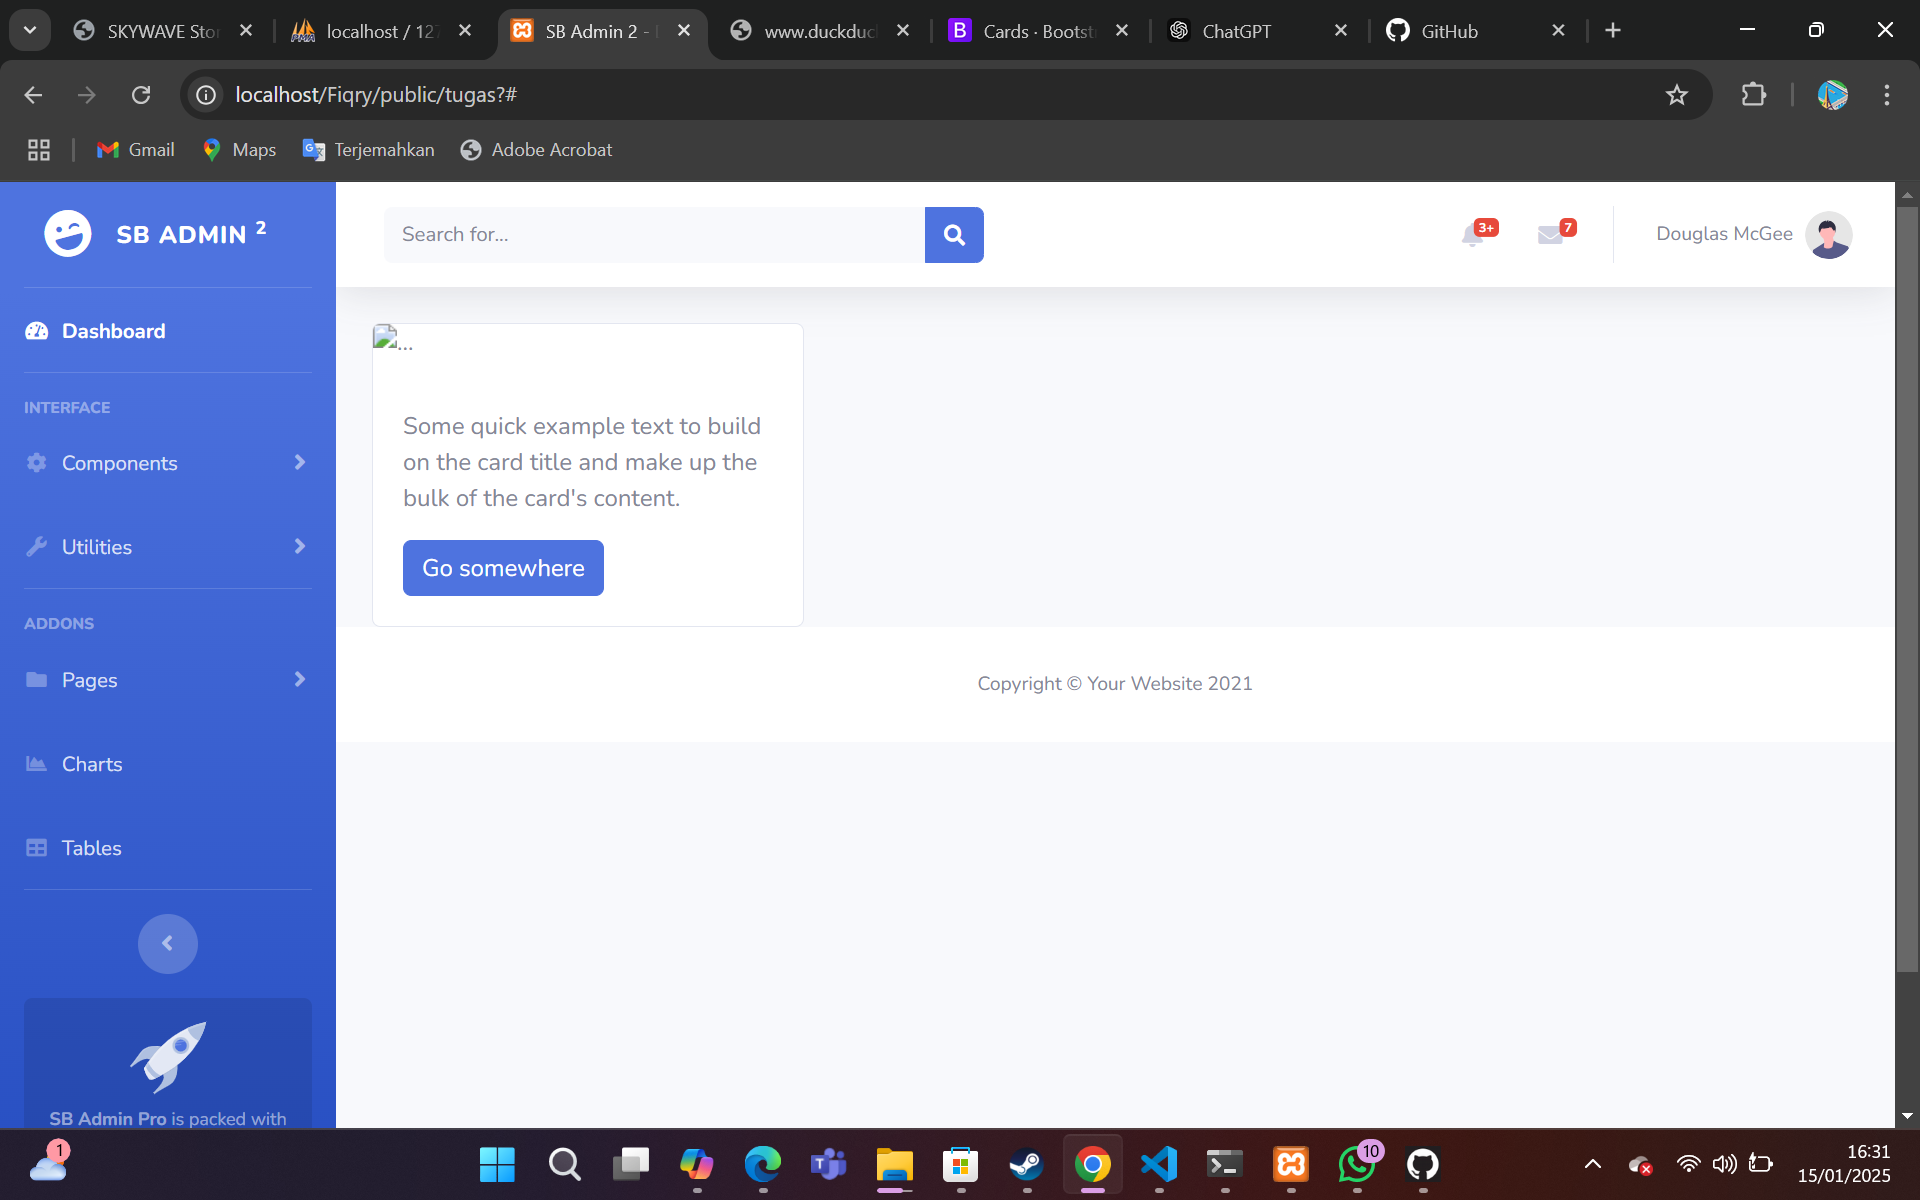 SKYWAVE Stor
localhost / 127
SB Admin 2 -
www.duckduc
Cards · Bootstr
ChatGPT
GitHub
localhost/Fiqry/public/tugas?#
Gmail
Maps
Terjemahkan
Adobe Acrobat
SB ADMIN 2
Search for...
3+
7
Douglas McGee
Dashboard
...
INTERFACE
Some quick example text to build
on the card title and make up the
bulk of the card's content.
Components
Utilities
Go somewhere
ADDONS
Pages
Copyright © Your Website 2021
Charts
Tables
SB Admin Pro is packed with
1
10
16:31
15/01/2025